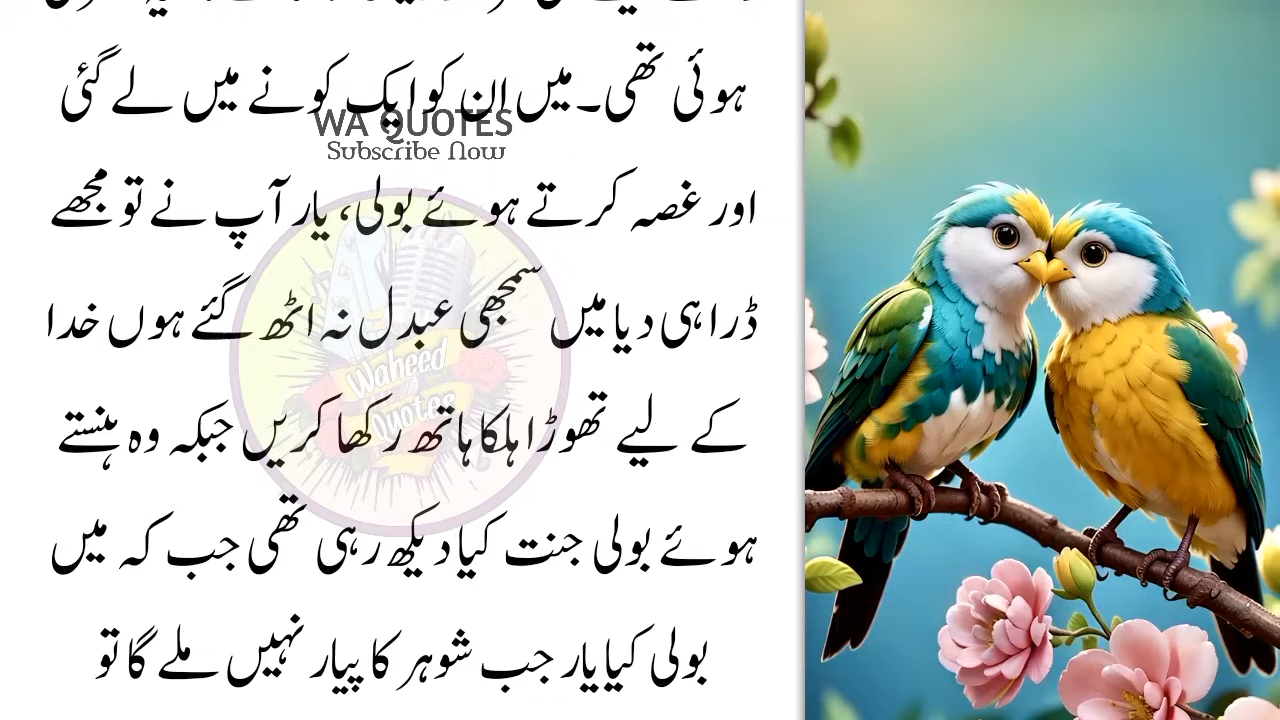 ہوئی تھی۔ میں ان کو ایک کونے میں لے گئی
WA QUOTES
Subscribe Now
اور غصہ کرتے ہوئے بولی، یار آپ نے تو مجھے
ڈرا ہی دیا میں سمجھی عبدل نہ اٹھ گئے ہوں خدا
Waheed
Quotes
کے لیے تھوڑا ہلکا ہاتھ رکھا کریں جبکہ وہ ہنستے
ہوئے بولی جنت کیا دیکھ رہی تھی جب کہ میں
بولی کیا یار جب شوہر کا پیار نہیں ملے گا تو